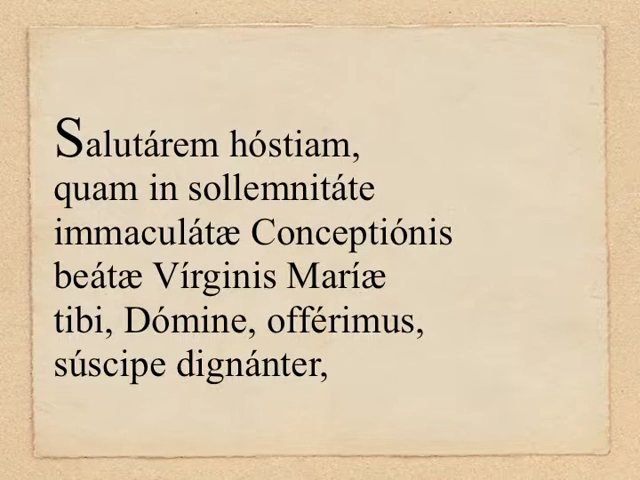 Salutárem hóstiam,
quam in sollemnitáte
immaculátæ Conceptiónis
beátæ Vírginis Maríæ
tibi, Dómine, offérimus,
súscipe dignánter,